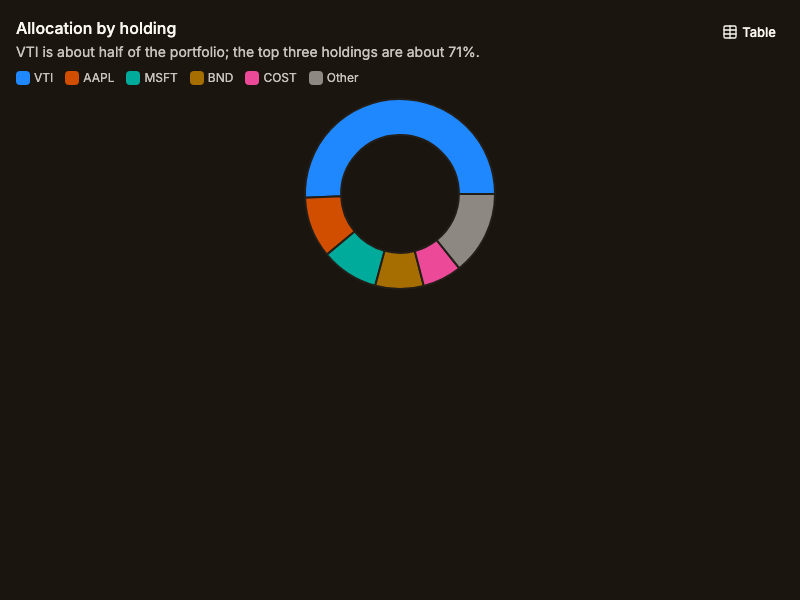 Allocation by holding
Table
VTI is about half of the portfolio; the top three holdings are about 71%.
VTI AAPL MSFT BND COST Other